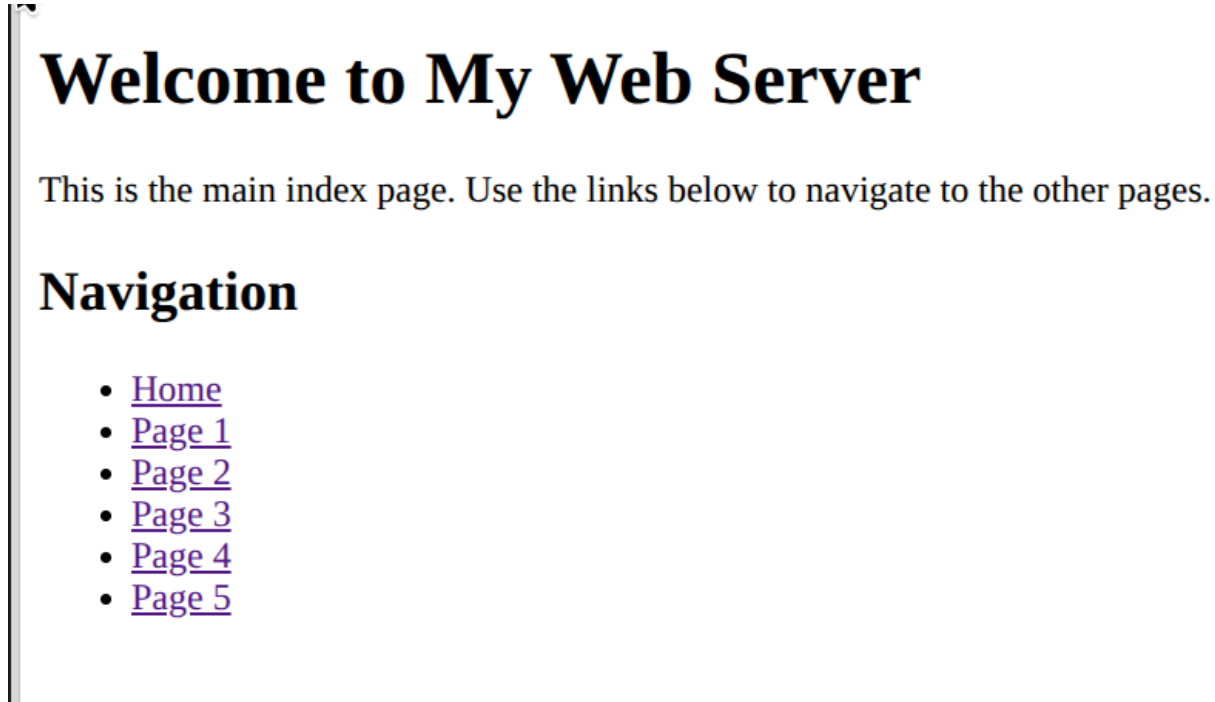 Welcome to My Web Server
This is the main index page. Use the links below to navigate to the other pages.
Navigation
Home
Page 1
Page 2
Page 3
Page 4
Page 5